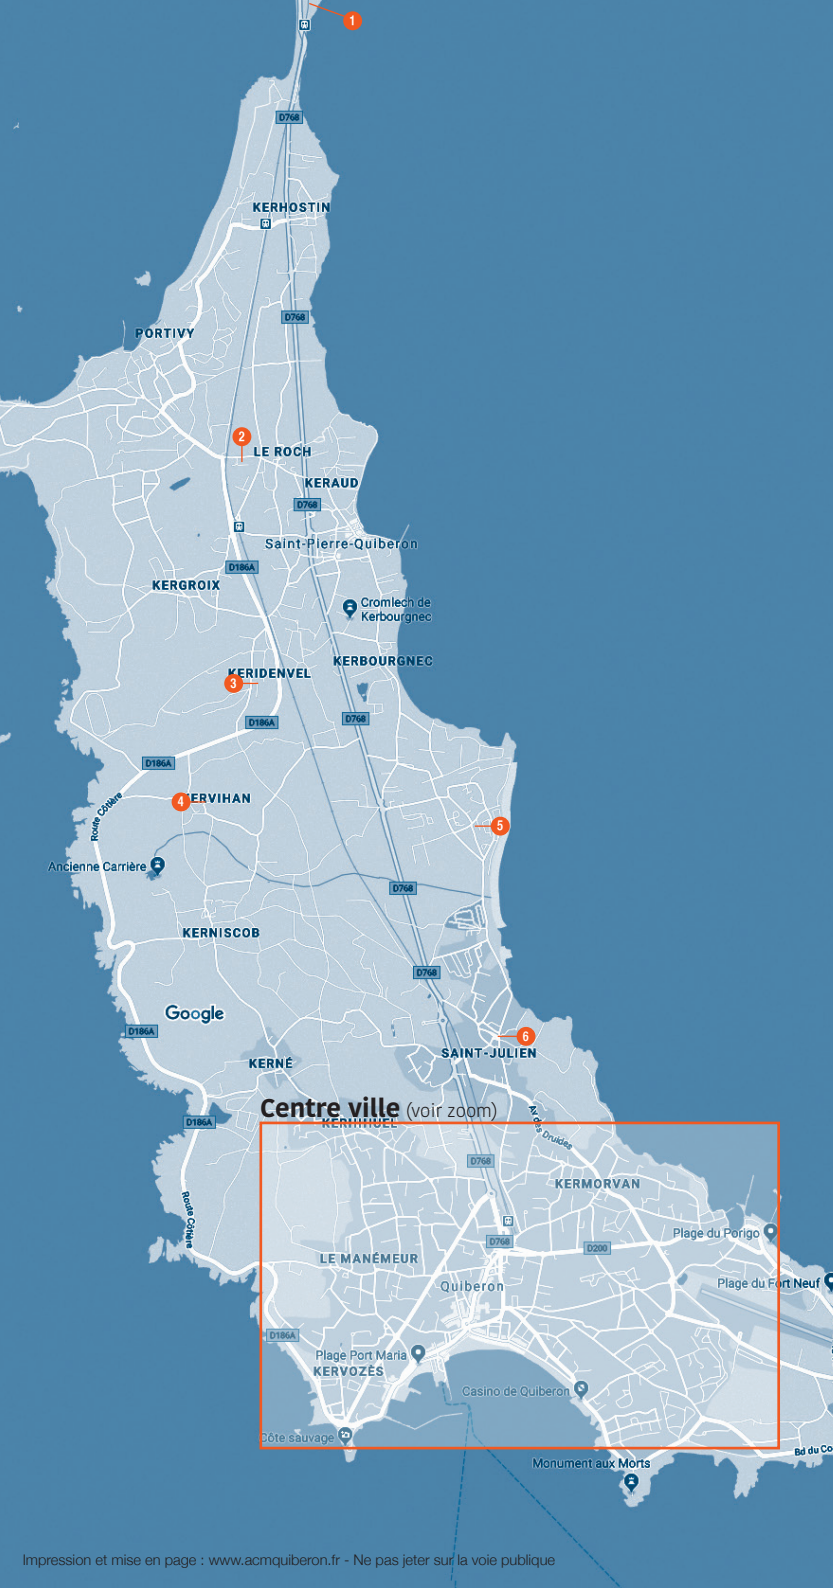 1
D768
KERHOSTIN
D768
PORTIVY
2
LE ROCH
KERAUD
D768
Saint-Pierre-Quiberon
D186A
KERGROIX
Cromlech de
Kerbourgnec
KERBOURGNEC
KERIDENVEL
3
D768
D186A
D186A
4
ERVIHAN
Route Côtière
5
Ancienne Carrière
D768
KERNISCOB
D768
Google
D186A
6
SAINT-JULIEN
KERNÉ
Centre ville (voir zoom)
D186A
Av des Druides
D768
KERMORVAN
Route Côtière
Plage du Porigo
D768
D200
LE MANÉMEUR
Plage du Fort Neuf
Quiberon
D186A
Plage Port Maria
KERVOZÈS
Casino de Quiberon
Côte sauvage
Bd du Co
Monument aux Morts
Impression et mise en page : www.acmquiberon.fr - Ne pas jeter sur la voie publique